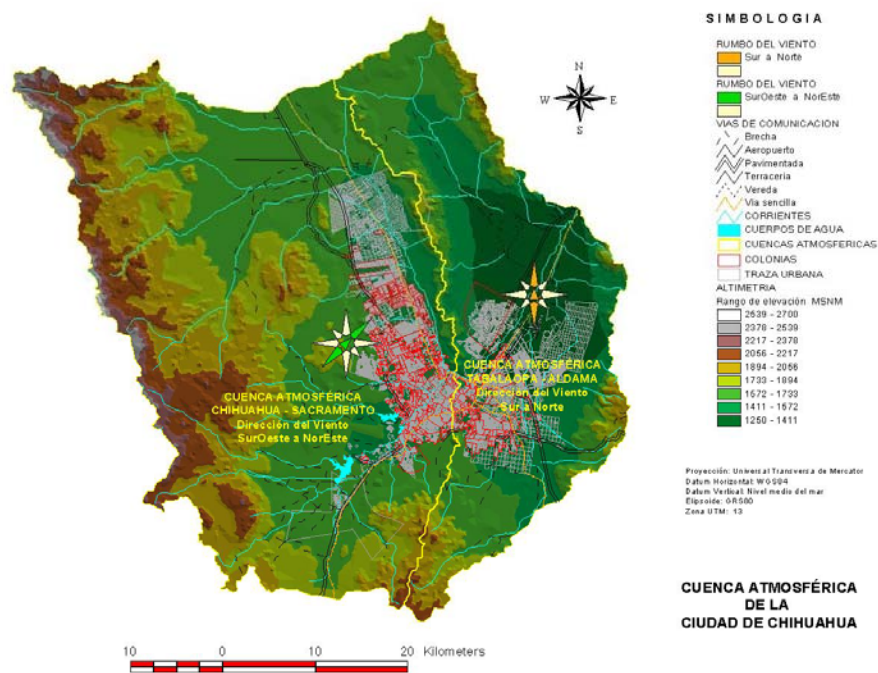 SIMBOLOGIA
RUMBO DEL VIENTO
Sur a Norte
RUMBO DEL VIENTO
SurOeste a NorEste
VIAS DE COMUNICACION
Brecha
Aeropuerto
Pavimentada
Terraceria
Vereda
Via sencilla
CORRIENTES
CUERPOS DE AGUA
CUENCAS ATMOSFERICAS
COLONIAS
TRAZA URBANA
ALTIMETRIA
Rango de elevación MSNM
2539 - 2700
2378 - 2539
2217 - 2378
2056 - 2217
1894 - 2056
1733 - 1894
1572 - 1733
1411 - 1572
1250 - 1411
N
W E
S
CUENCA ATMOSFÉRICA
TABALAOPA - ALDAMA
Dirección del Viento
Sur a Norte
CUENCA ATMOSFÉRICA
CHIHUAHUA - SACRAMENTO
Dirección del Viento
SurOeste a NorEste
Proyección: Universal Transversa de Mercator
Datum Horizontal: WGS84
Datum Vertical: Nivel medio del mar
Elipsoide: GRS80
Zona UTM: 13
CUENCA ATMOSFÉRICA
DE LA
CIUDAD DE CHIHUAHUA
10 0 10 20 Kilometers